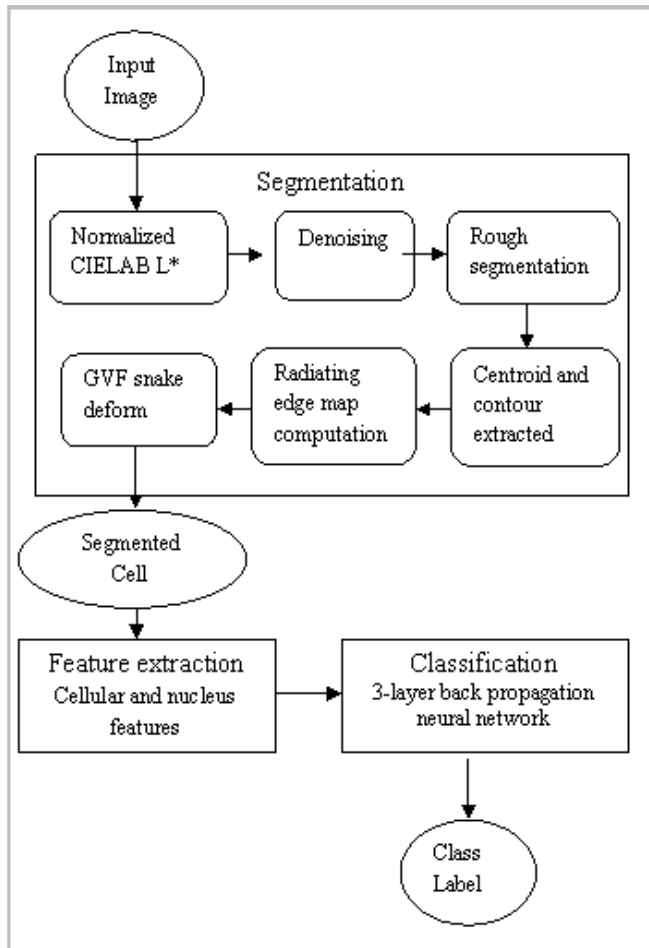 Input
Image
Segmentation
Normalized
CIELAB L*
Denoising
Rough
segmentation
GVF snake
deform
Radiating
edge map
computation
Centroid and
contour
extracted
Segmented
Cell
Feature extraction
Cellular and nucleus
features
Classification
3-layer back propagation
neural network
Class
Label